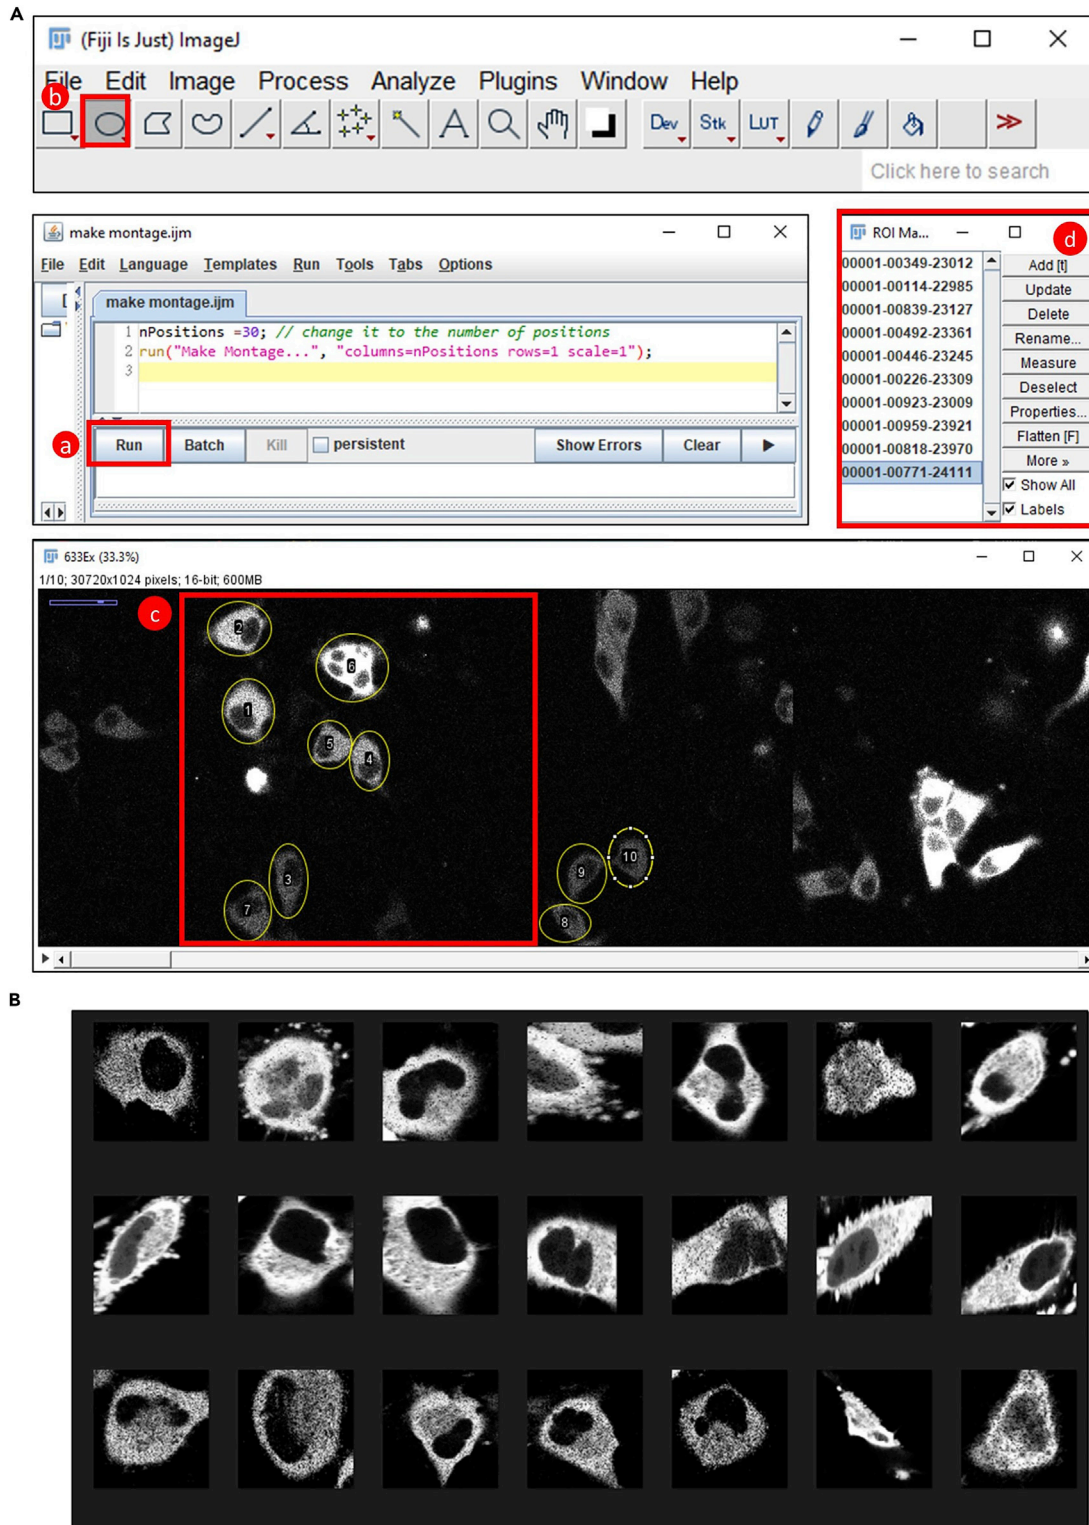 A
(Fiji Is Just) ImageJ
File Edit Image Process Analyze Plugins Window Help
b
A Dev Stk LUT >>
Click here to search
make montage.ijm
File Edit Language Templates Run Tools Tabs Options
make montage.ijm
1 nPositions =30; // change it to the number of positions
2 run("Make Montage...", "columns=nPositions rows=1 scale=1");
3
a
Run Batch Kill persistent Show Errors Clear
ROI Ma...
d
00001-00349-23012
00001-00114-22985
00001-00839-23127
00001-00492-23361
00001-00446-23245
00001-00226-23309
00001-00923-23009
00001-00959-23921
00001-00818-23970
00001-00771-24111
Add [t]
Update
Delete
Rename...
Measure
Deselect
Properties...
Flatten [F]
More »
Show All
Labels
633Ex (33.3%)
1/10; 30720x1024 pixels; 16-bit; 600MB
c
2
6
1
5
4
3
7
10
9
8
B